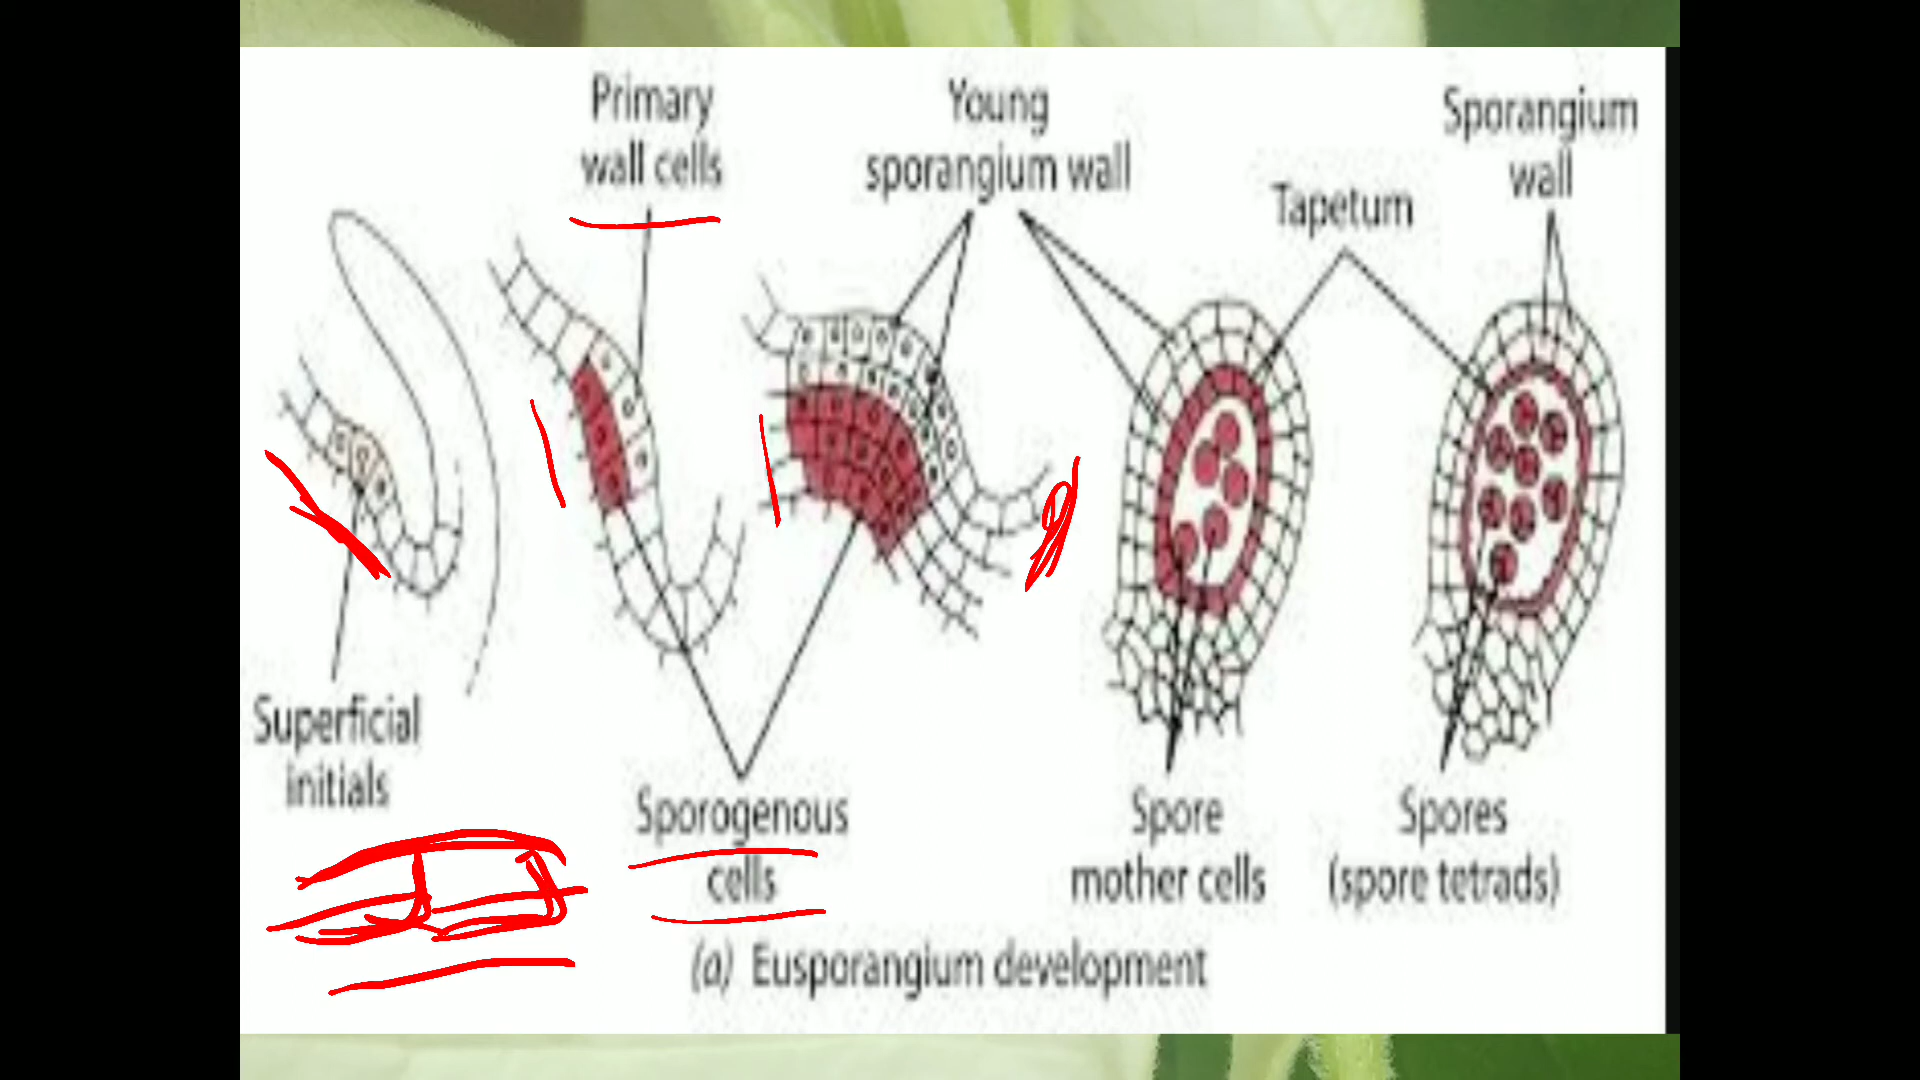 Primary
wall cells
Young
sporangium wall
Tapetum
Sporangium
wall
Superficial
initials
Sporogenous
cells
Spore
mother cells
Spores
(spore tetrads)
(a) Eusporangium development